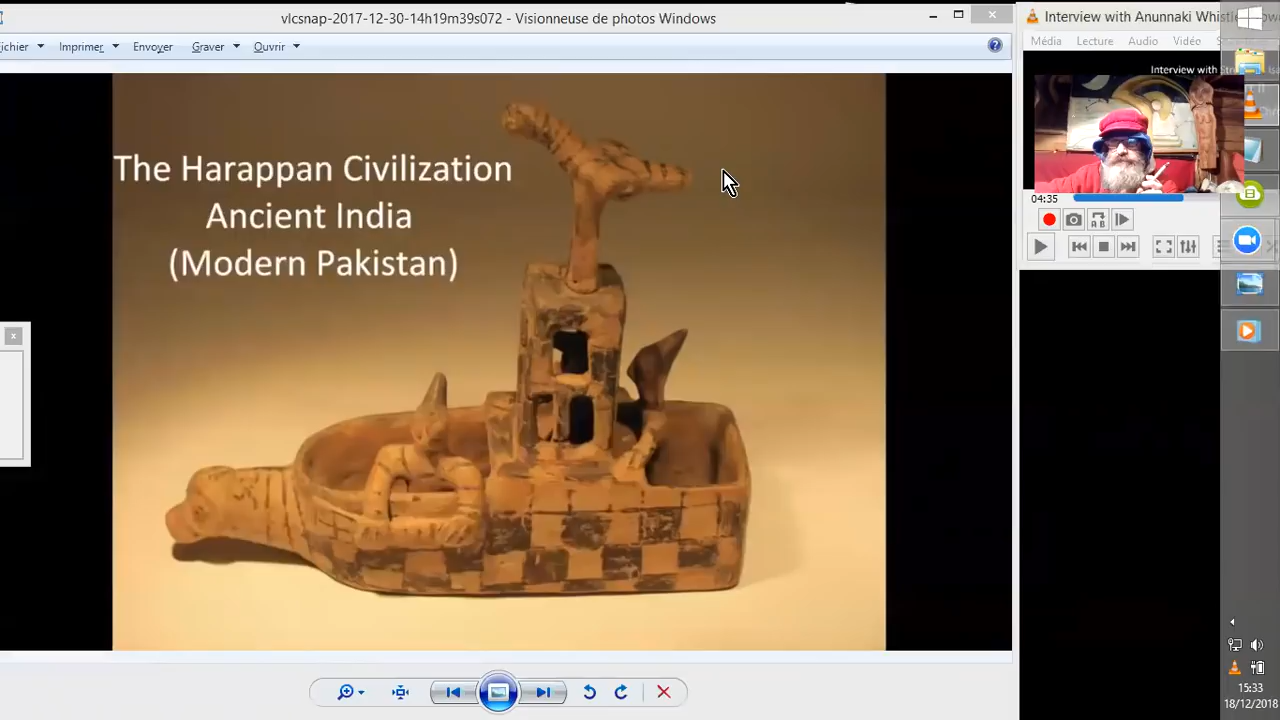 vlcsnap-2017-12-30-14h19m39s072 - Visionneuse de photos Windows
ichier Imprimer Envoyer Graver Ouvrir
The Harappan Civilization
Ancient India
(Modern Pakistan)
Interview with Anunnaki
Média Lecture Audio Vidéo
Interview with
04:35
A B
15:33
18/12/2018